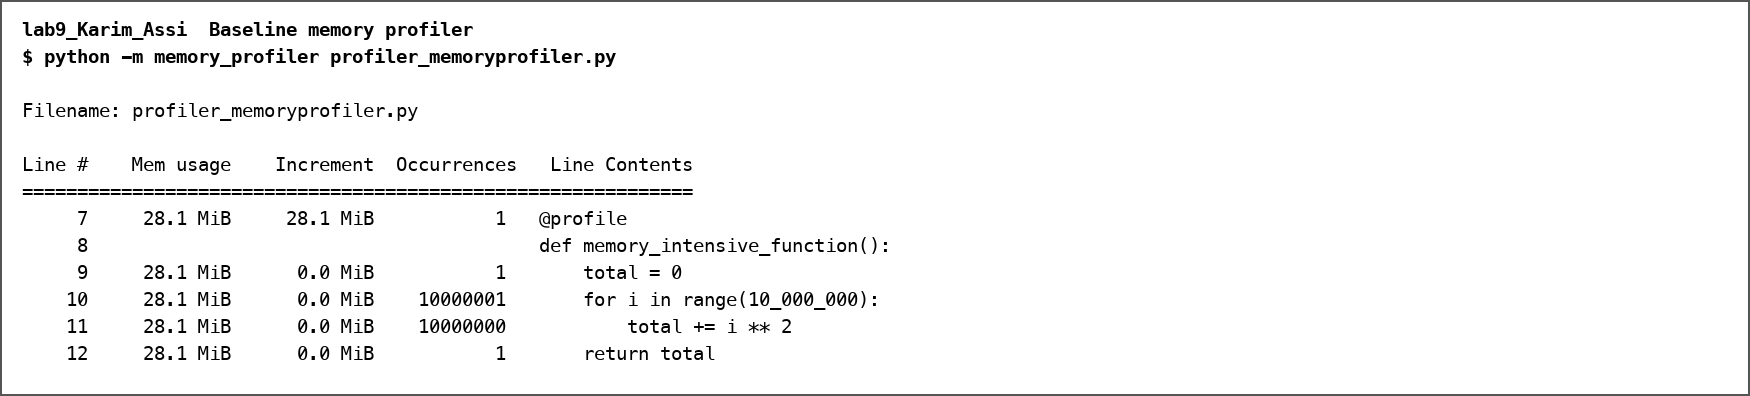 lab9_Karim_Assi  Baseline memory profiler
$ python −m memory_profiler profiler_memoryprofiler.py
Filename: profiler_memoryprofiler.py
Line #    Mem usage    Increment  Occurrences   Line Contents
=============================================================
     7     28.1 MiB     28.1 MiB           1   @profile
     8                                         def memory_intensive_function():
     9     28.1 MiB      0.0 MiB           1       total = 0
    10     28.1 MiB      0.0 MiB    10000001       for i in range(10_000_000):
    11     28.1 MiB      0.0 MiB    10000000           total += i ** 2
    12     28.1 MiB      0.0 MiB           1       return total